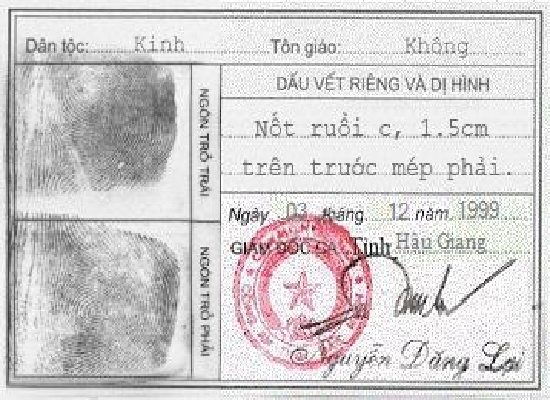 Dân tộc: Kinh Tôn giáo: Không
NGÓN TRỎ TRÁI
NGÓN TRỎ PHẢI
DẤU VẾT RIÊNG VÀ DỊ HÌNH
Nốt ruồi c, 1.5cm
trên trước mép phải.
Ngày 03 tháng 12 năm 1999
GIÁM ĐỐC CA Tỉnh Hậu Giang
Nguyễn Đăng